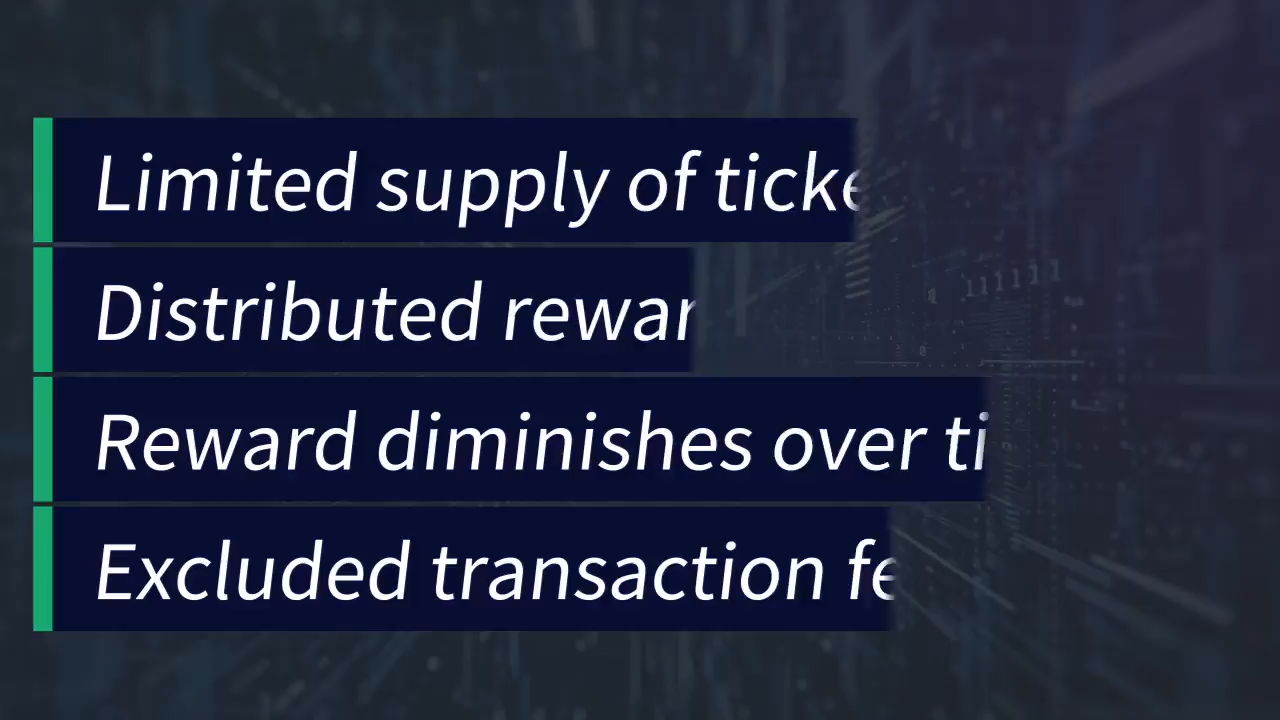 Limited supply of ticke
Distributed rewar
Reward diminishes over ti
Excluded transaction fe